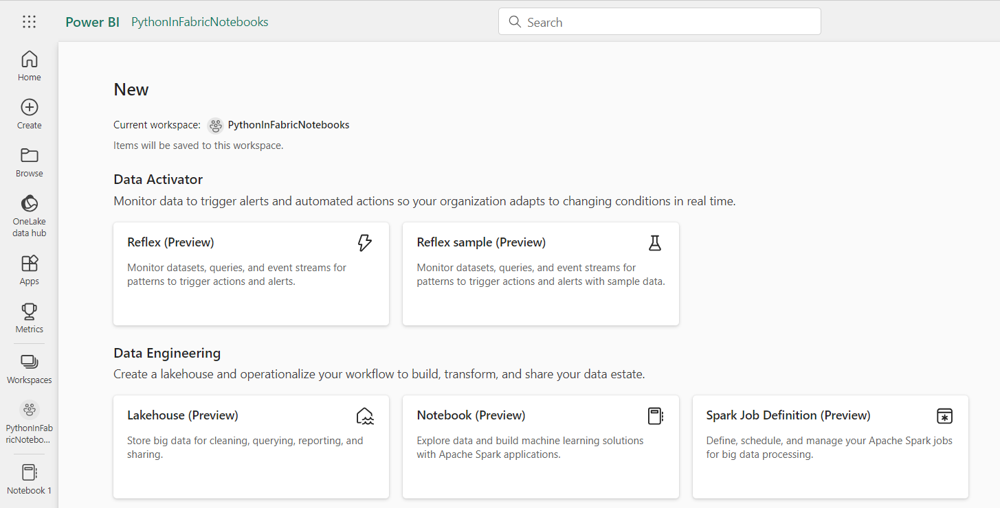 Power BI PythonInFabricNotebooks
Search
Home
Create
Browse
OneLake
data hub
Apps
Metrics
Workspaces
PythonInFab
ricNotebo...
Notebook 1
New
Current workspace: PythonInFabricNotebooks
Items will be saved to this workspace.
Data Activator
Monitor data to trigger alerts and automated actions so your organization adapts to changing conditions in real time.
Reflex (Preview)
Monitor datasets, queries, and event streams for
patterns to trigger actions and alerts.
Reflex sample (Preview)
Monitor datasets, queries, and event streams for
patterns to trigger actions and alerts with sample data.
Data Engineering
Create a lakehouse and operationalize your workflow to build, transform, and share your data estate.
Lakehouse (Preview)
Store big data for cleaning, querying, reporting, and
sharing.
Notebook (Preview)
Explore data and build machine learning solutions
with Apache Spark applications.
Spark Job Definition (Preview)
Define, schedule, and manage your Apache Spark jobs
for big data processing.